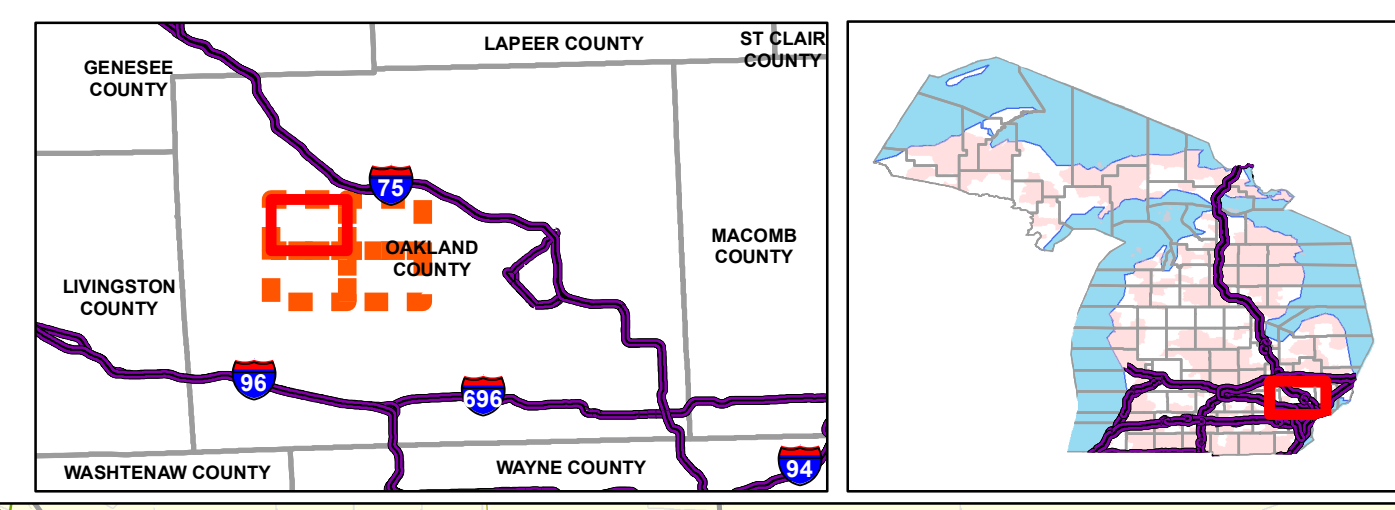 LAPEER COUNTY
ST CLAIR
COUNTY
GENESEE
COUNTY
75
OAKLAND
COUNTY
MACOMB
COUNTY
LIVINGSTON
COUNTY
96
696
WASHTENAW COUNTY
WAYNE COUNTY
94